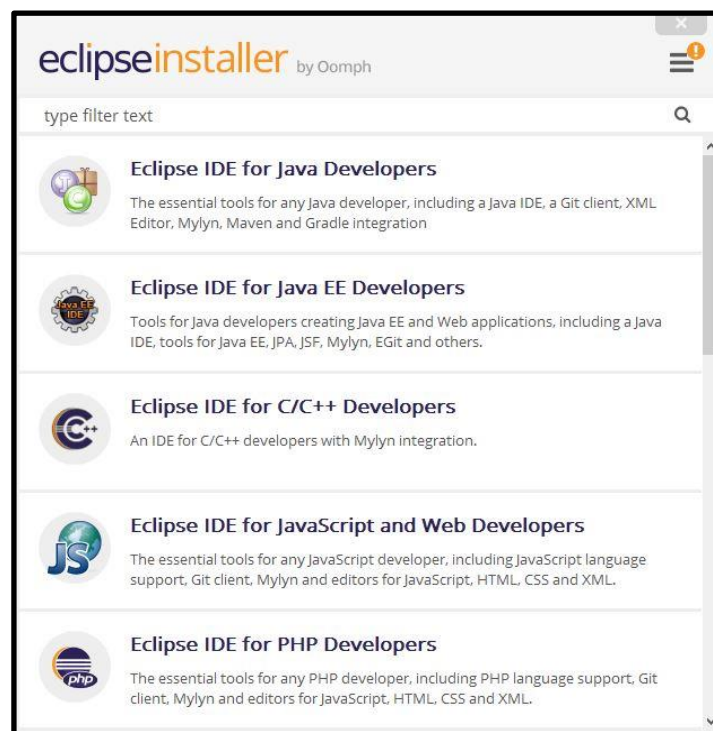 eclipseinstaller by Oomph
!
type filter text
Eclipse IDE for Java Developers
The essential tools for any Java developer, including a Java IDE, a Git client, XML
Editor, Mylyn, Maven and Gradle integration
J
C
Eclipse IDE for Java EE Developers
Tools for Java developers creating Java EE and Web applications, including a Java
IDE, tools for Java EE, JPA, JSF, Mylyn, EGit and others.
Java EE
IDE
Eclipse IDE for C/C++ Developers
An IDE for C/C++ developers with Mylyn integration.
C++
Eclipse IDE for JavaScript and Web Developers
The essential tools for any JavaScript developer, including JavaScript language
support, Git client, Mylyn and editors for JavaScript, HTML, CSS and XML.
JS
Eclipse IDE for PHP Developers
The essential tools for any PHP developer, including PHP language support, Git
client, Mylyn and editors for JavaScript, HTML, CSS and XML.
php